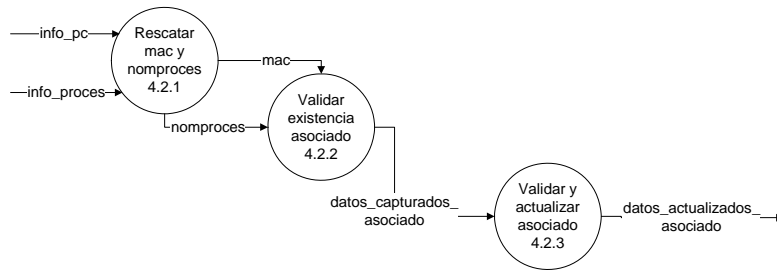 info_pc
info_proces
Rescatar
mac y
nomproces
4.2.1
mac
nomproces
Validar
existencia
asociado
4.2.2
datos_capturados_
asociado
Validar y
actualizar
asociado
4.2.3
datos_actualizados_
asociado